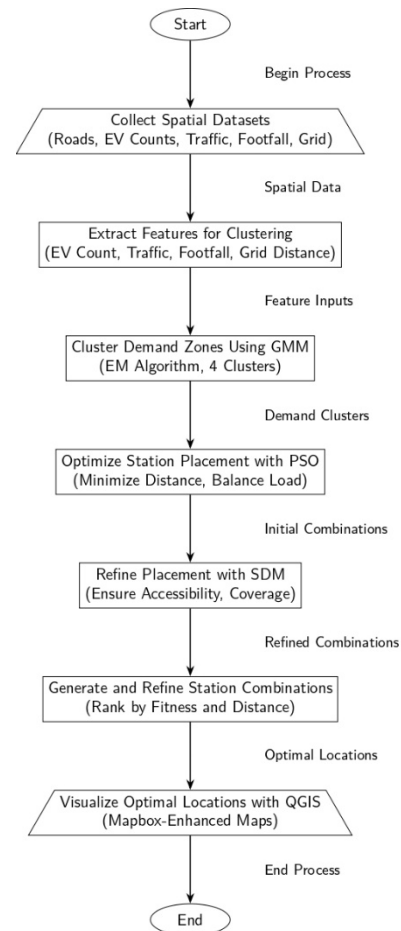 Start
Begin Process
Collect Spatial Datasets
(Roads, EV Counts, Traffic, Footfall, Grid)
Spatial Data
Extract Features for Clustering
(EV Count, Traffic, Footfall, Grid Distance)
Feature Inputs
Cluster Demand Zones Using GMM
(EM Algorithm, 4 Clusters)
Demand Clusters
Optimize Station Placement with PSO
(Minimize Distance, Balance Load)
Initial Combinations
Refine Placement with SDM
(Ensure Accessibility, Coverage)
Refined Combinations
Generate and Refine Station Combinations
(Rank by Fitness and Distance)
Optimal Locations
Visualize Optimal Locations with QGIS
(Mapbox-Enhanced Maps)
End Process
End